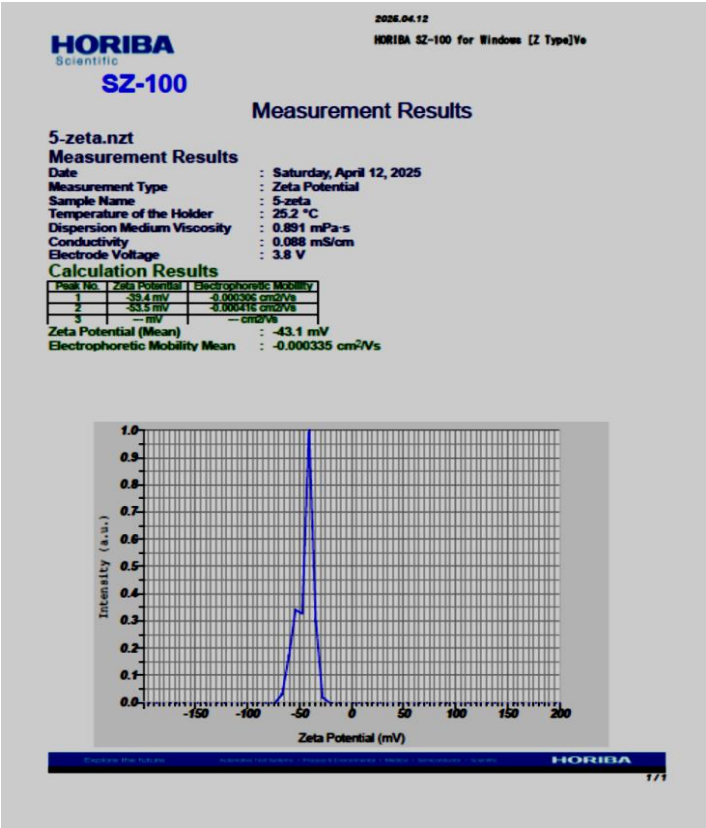 2025.04.12
HORIBA SZ-100 for Windows [Z Type]Ve
HORIBA
Scientific
SZ-100
Measurement Results
5-zeta.nzt
Measurement Results
Date : Saturday, April 12, 2025
Measurement Type : Zeta Potential
Sample Name : 5-zeta
Temperature of the Holder : 25.2 °C
Dispersion Medium Viscosity : 0.891 mPa·s
Conductivity : 0.088 mS/cm
Electrode Voltage : 3.8 V
Calculation Results
Peak No. Zeta Potential Electrophoretic Mobility
1 -39.4 mV -0.000306 cm2/Vs
2 -53.5 mV -0.000416 cm2/Vs
3 --- mV --- cm2/Vs
Zeta Potential (Mean) : -43.1 mV
Electrophoretic Mobility Mean : -0.000335 cm²/Vs
1.0
0.9
0.8
0.7
0.6
0.5
0.4
0.3
0.2
0.1
0.0
Intensity (a.u.)
-150 -100 -50 0 50 100 150 200
Zeta Potential (mV)
Explore the future
HORIBA
1 / 1